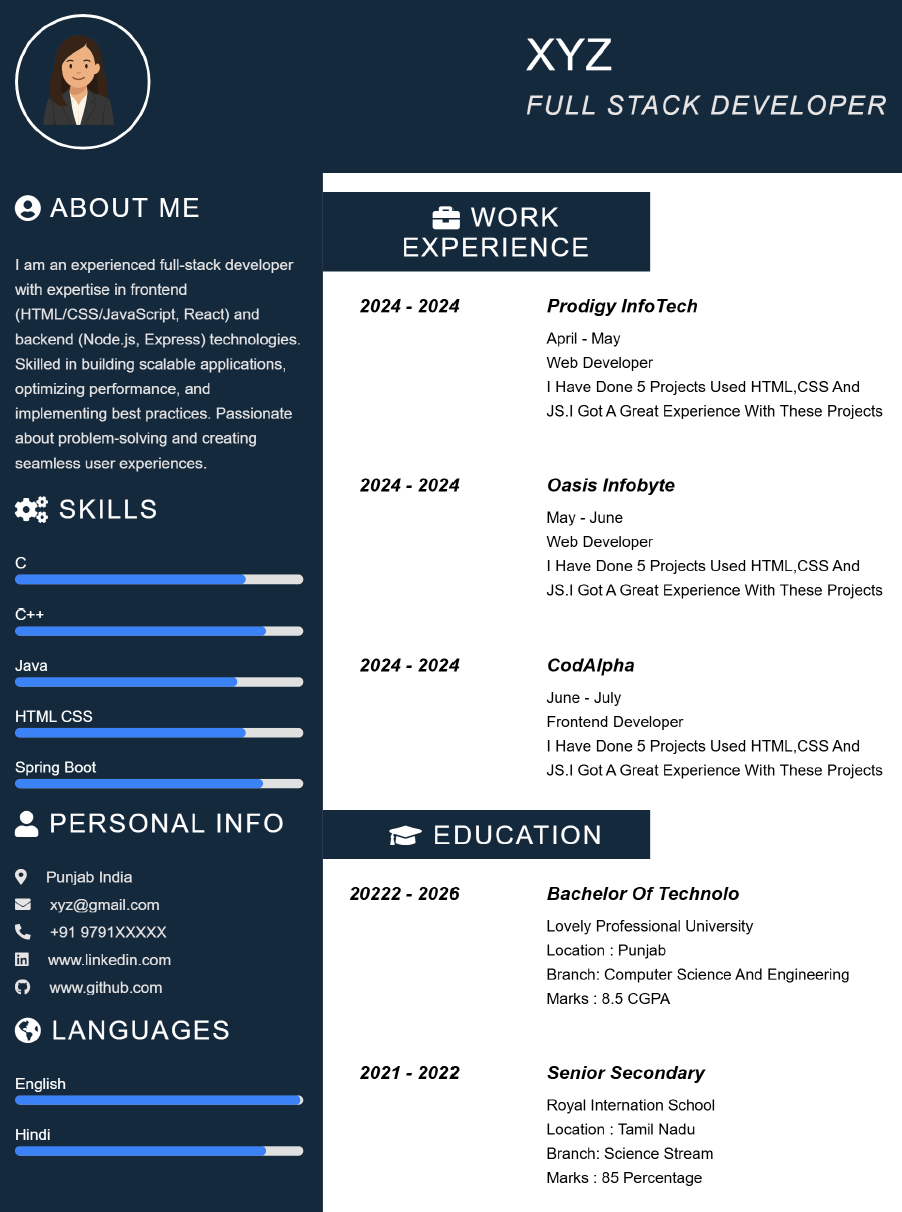 XYZ
FULL STACK DEVELOPER
ABOUT ME
I am an experienced full-stack developer
with expertise in frontend
(HTML/CSS/JavaScript, React) and
backend (Node.js, Express) technologies.
Skilled in building scalable applications,
optimizing performance, and
implementing best practices. Passionate
about problem-solving and creating
seamless user experiences.
SKILLS
C
C++
Java
HTML CSS
Spring Boot
PERSONAL INFO
Punjab India
xyz@gmail.com
+91 9791XXXXX
www.linkedin.com
www.github.com
LANGUAGES
English
Hindi
WORK
EXPERIENCE
2024 - 2024
Prodigy InfoTech
April - May
Web Developer
I Have Done 5 Projects Used HTML,CSS And
JS.I Got A Great Experience With These Projects
2024 - 2024
Oasis Infobyte
May - June
Web Developer
I Have Done 5 Projects Used HTML,CSS And
JS.I Got A Great Experience With These Projects
2024 - 2024
CodAlpha
June - July
Frontend Developer
I Have Done 5 Projects Used HTML,CSS And
JS.I Got A Great Experience With These Projects
EDUCATION
20222 - 2026
Bachelor Of Technolo
Lovely Professional University
Location : Punjab
Branch: Computer Science And Engineering
Marks : 8.5 CGPA
2021 - 2022
Senior Secondary
Royal Internation School
Location : Tamil Nadu
Branch: Science Stream
Marks : 85 Percentage